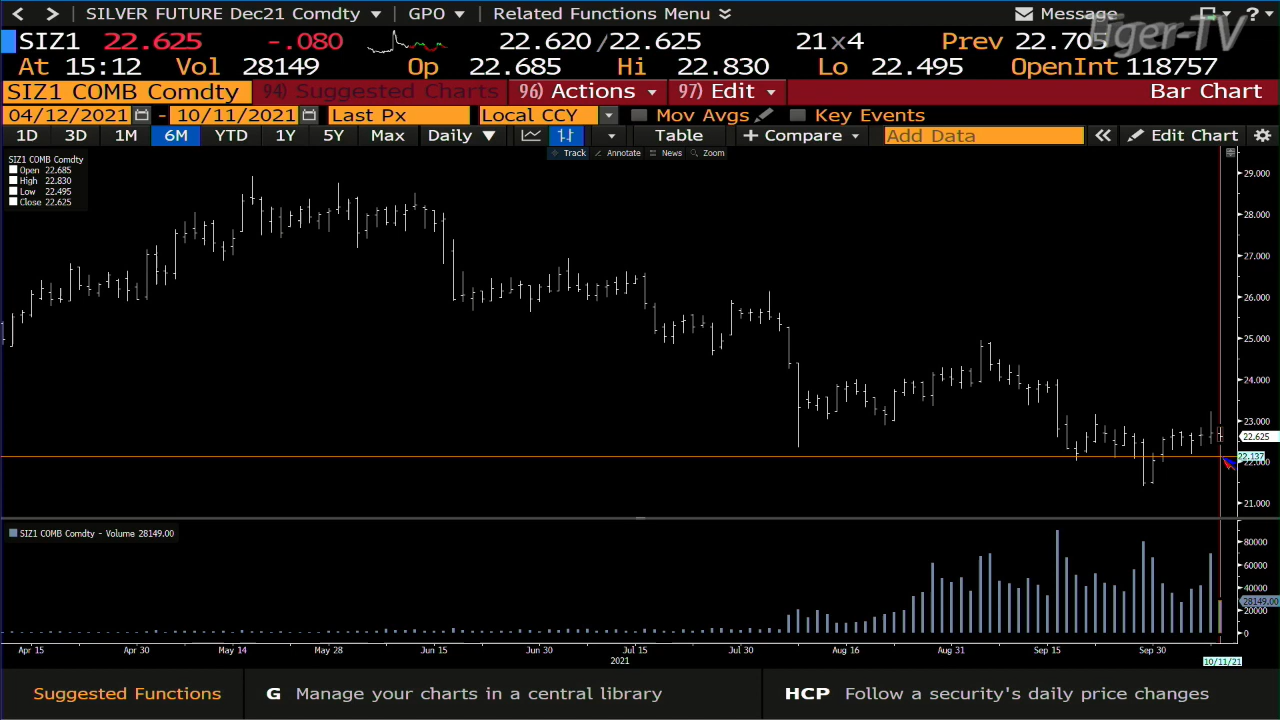 SILVER FUTURE Dec21 Comdty GPO Related Functions Menu Message ?
Tiger-TV
SIZ1 22.625 -.080 22.620 /22.625 21x4 Prev 22.705
At 15:12 Vol 28149 Op 22.685 Hi 22.830 Lo 22.495 OpenInt 118757
SIZ1 COMB Comdty 94) Suggested Charts 96) Actions 97) Edit Bar Chart
04/12/2021 - 10/11/2021 Last Px Local CCY Mov Avgs Key Events
1D 3D 1M 6M YTD 1Y 5Y Max Daily Table + Compare Add Data Edit Chart
Track Annotate News Zoom
SIZ1 COMB Comdty
Open 22.685
High 22.830
Low 22.495
Close 22.625
29.000
28.000
27.000
26.000
25.000
24.000
23.000
22.625
22.137
22.000
21.000
SIZ1 COMB Comdty - Volume 28149.00
80000
60000
40000
28149.00
20000
0
Apr 15 Apr 30 May 14 May 28 Jun 15 Jun 30 Jul 15 Jul 30 Aug 16 Aug 31 Sep 15 Sep 30
2021
10/11/21
Suggested Functions G Manage your charts in a central library HCP Follow a security's daily price changes